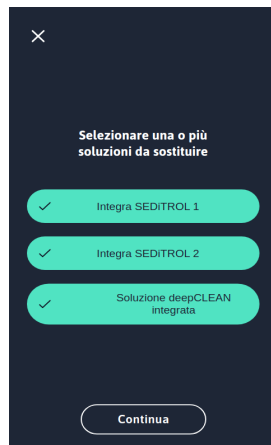 Selezionare una o più
soluzioni da sostituire
Integra SEDiTROL 1
Integra SEDiTROL 2
Soluzione deepCLEAN
integrata
Continua